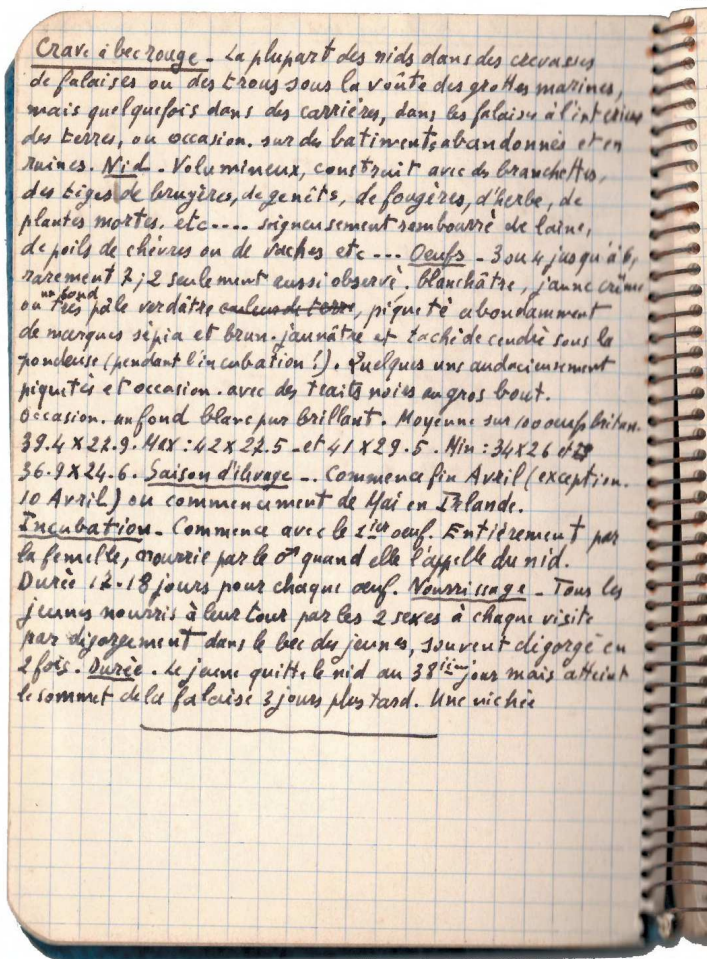 Crave à bec rouge - La plupart des nids dans des crevasses
de falaises ou des trous sous la voûte des grottes marines,
mais quelquefois dans des carrières, dans les falaises à l'intérieur
des terres, ou occasion. sur des batiments abandonnés et en
ruines. Nid. Volumineux, construit avec des branchettes,
des tiges de bruyères, de genêts, de fougères, d'herbe, de
plantes mortes. etc.... soigneusement rembourré de laine,
de poils de chèvres ou de vaches etc... Oeufs - 3 ou 4 jusqu'à 6,
rarement 7; 2 seulement aussi observé. blanchâtre, jaune crême
un fond
ou très pâle verdâtre couleur de terre, piqueté abondamment
de marques sépia et brun-jaunâtre et taché de cendré sous la
pondeuse (pendant l'incubation!). Quelques uns audacieusement
piquetés et occasion. avec des traits noirs au gros bout.
Occasion. un fond blanc pur brillant. Moyenne sur 100 oeufs britan.
39.4 x 27.9. Max : 42 x 27.5 - et 41 x 29.5. Min : 34 x 26 et
36.9 x 24.6. Saison d'élevage -. Commence fin Avril (exception.
10 Avril) ou commencement de Mai en Irlande.
Incubation - Commence avec le 1ier oeuf. Entièrement par
la femelle, nourrie par le ♂ quand elle l'appelle du nid.
Durée 17-18 jours pour chaque oeuf. Nourrissage - Tous les
jeunes nourris à leur tour par les 2 sexes à chaque visite
par digorgement dans le bec des jeunes, souvent digorgé en
2 fois. Durée. Le jeune quitte le nid au 38ième jour mais atteint
le sommet de la falaise 3 jours plus tard. Une nichée